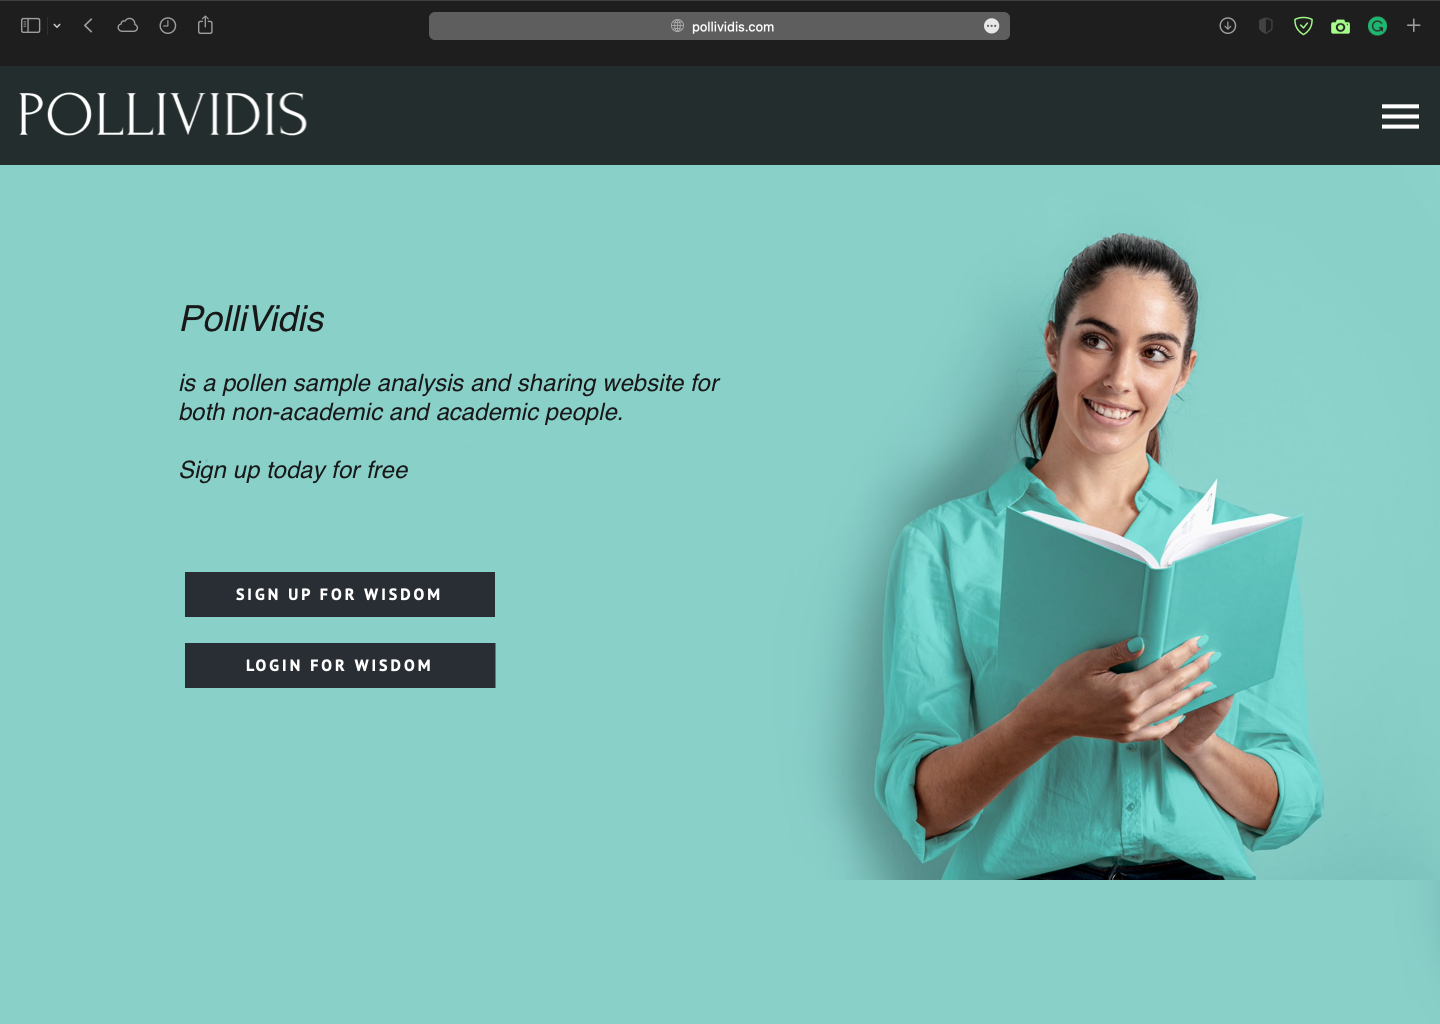 pollividis.com
POLLIVIDIS
PolliVidis
is a pollen sample analysis and sharing website for
both non-academic and academic people.
Sign up today for free
SIGN UP FOR WISDOM
LOGIN FOR WISDOM